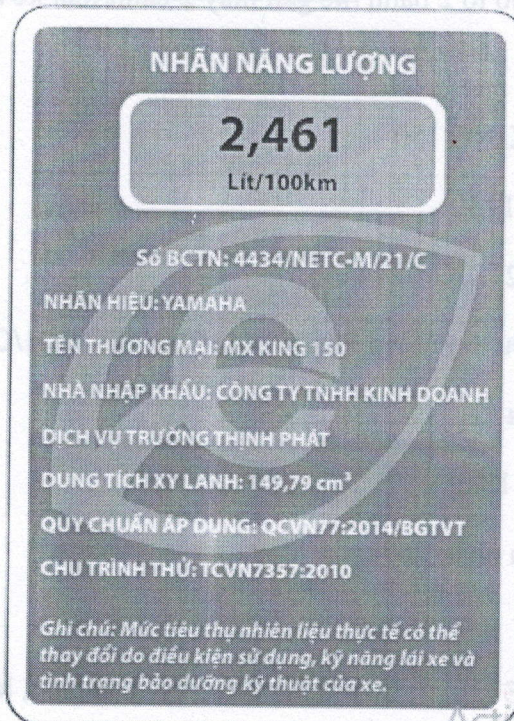 NHÃN NĂNG LƯỢNG
2,461
Lít/100km
Số BCTN: 4434/NETC-M/21/C
NHÃN HIỆU: YAMAHA
TÊN THƯƠNG MẠI: MX KING 150
NHÀ NHẬP KHẨU: CÔNG TY TNHH KINH DOANH
DỊCH VỤ TRƯỜNG THỊNH PHÁT
DUNG TÍCH XY LANH: 149,79 cm³
QUY CHUẨN ÁP DỤNG: QCVN77:2014/BGTVT
CHU TRÌNH THỬ: TCVN7357:2010
Ghi chú: Mức tiêu thụ nhiên liệu thực tế có thể
thay đổi do điều kiện sử dụng, kỹ năng lái xe và
tình trạng bảo dưỡng kỹ thuật của xe.